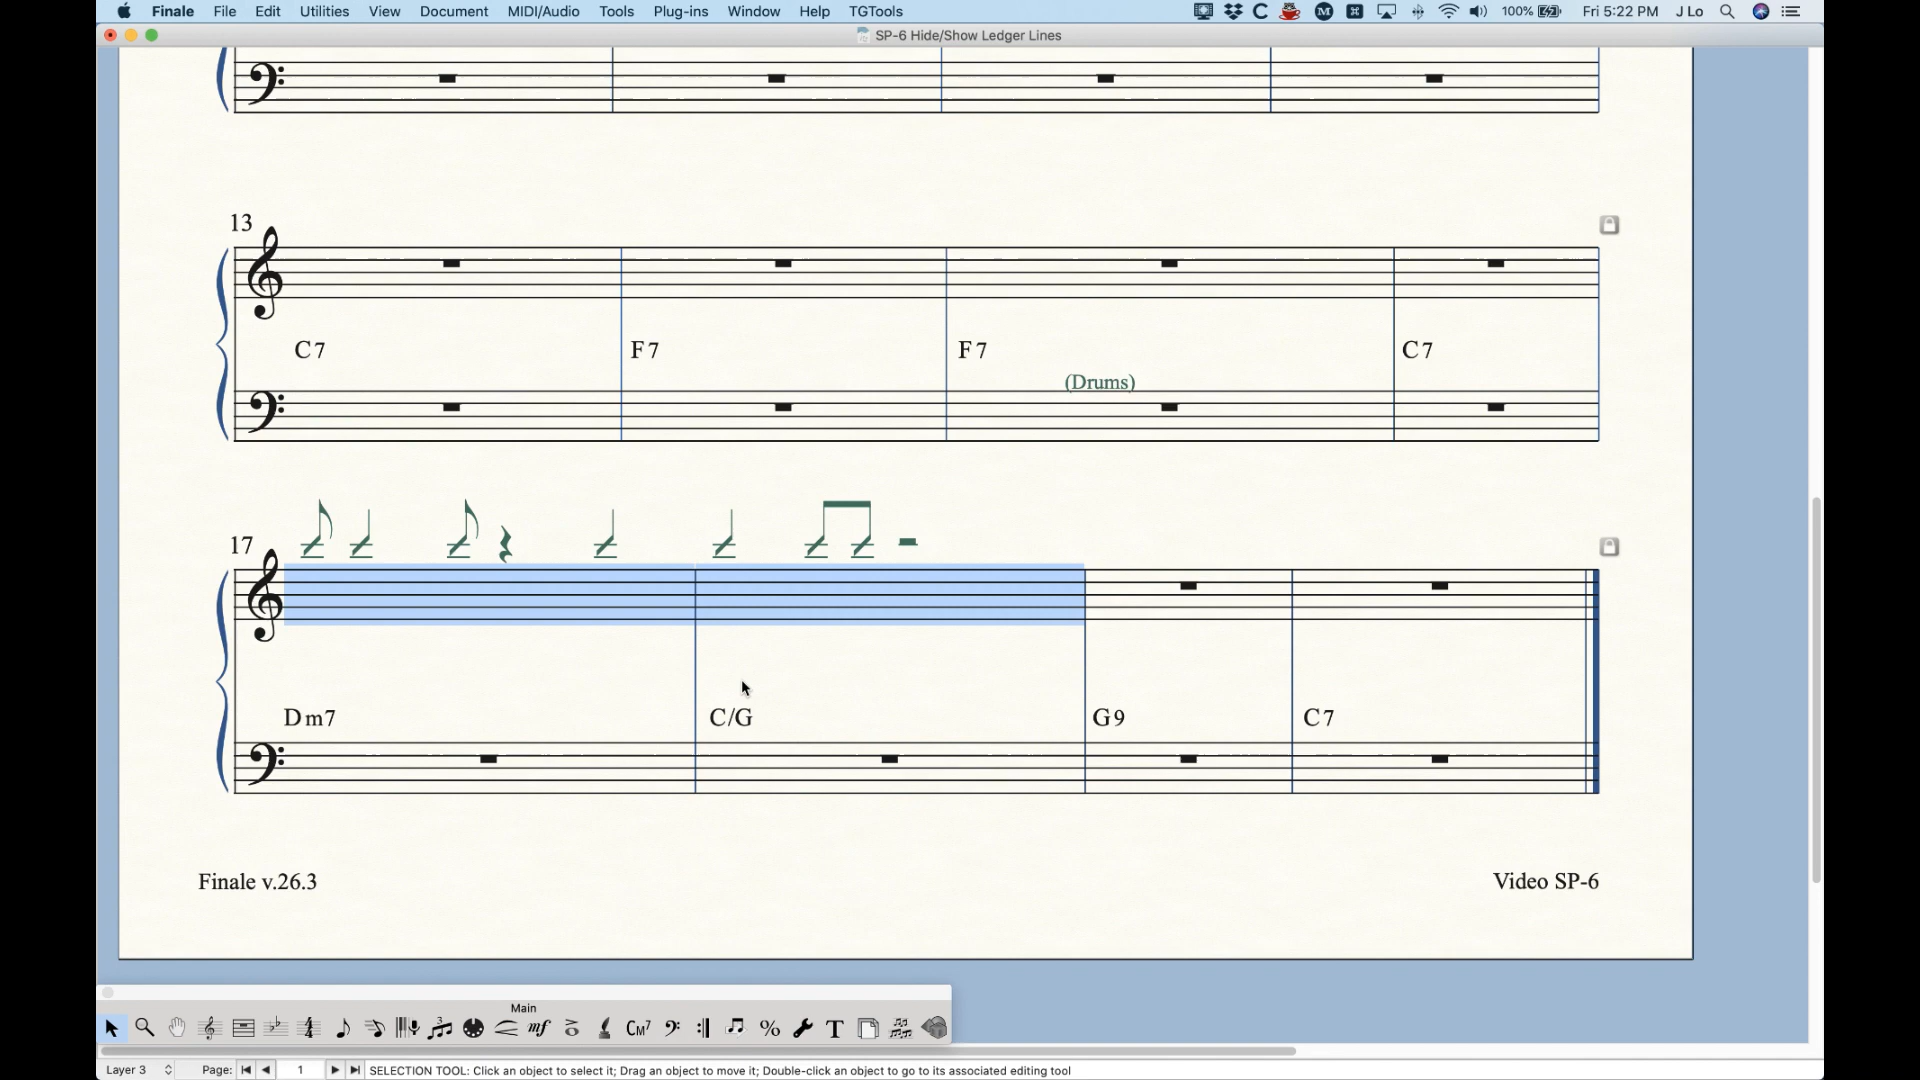 Finale File Edit Utilities View Document MIDI/Audio Tools Plug-ins Window Help TGTools 100% Fri 5:22 PM J Lo
SP-6 Hide/Show Ledger Lines
13
C7 F7 F7 C7
(Drums)
17
Dm7 C/G G9 C7
Finale v.26.3 Video SP-6
Main
mf CM7 % T
Layer 3 Page: 1 SELECTION TOOL: Click an object to select it; Drag an object to move it; Double-click an object to go to its associated editing tool